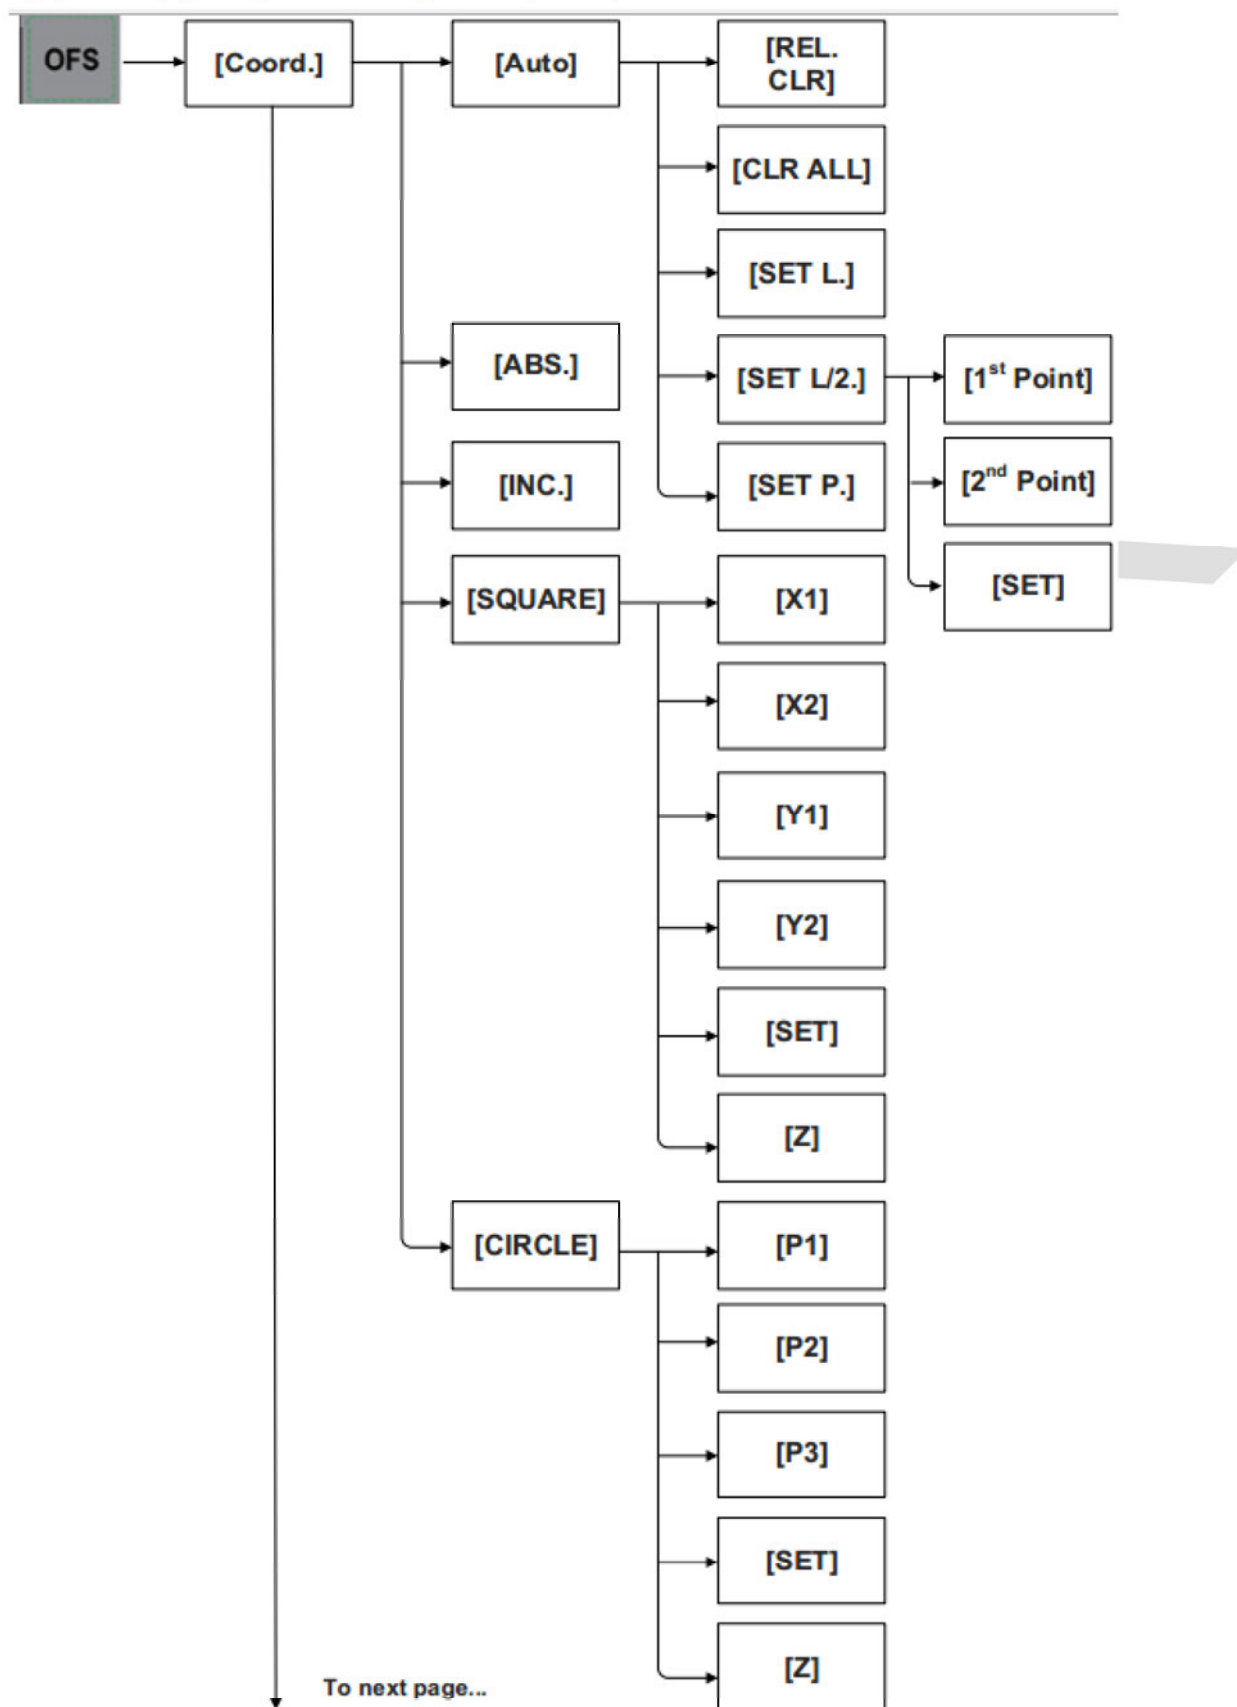 OFS
[Coord.]
[Auto]
[REL.
CLR]
[CLR ALL]
[SET L.]
[ABS.]
[SET L/2.]
[1st Point]
[INC.]
[SET P.]
[2nd Point]
[SQUARE]
[X1]
[SET]
[X2]
[Y1]
[Y2]
[SET]
[Z]
[CIRCLE]
[P1]
[P2]
[P3]
[SET]
[Z]
To next page...